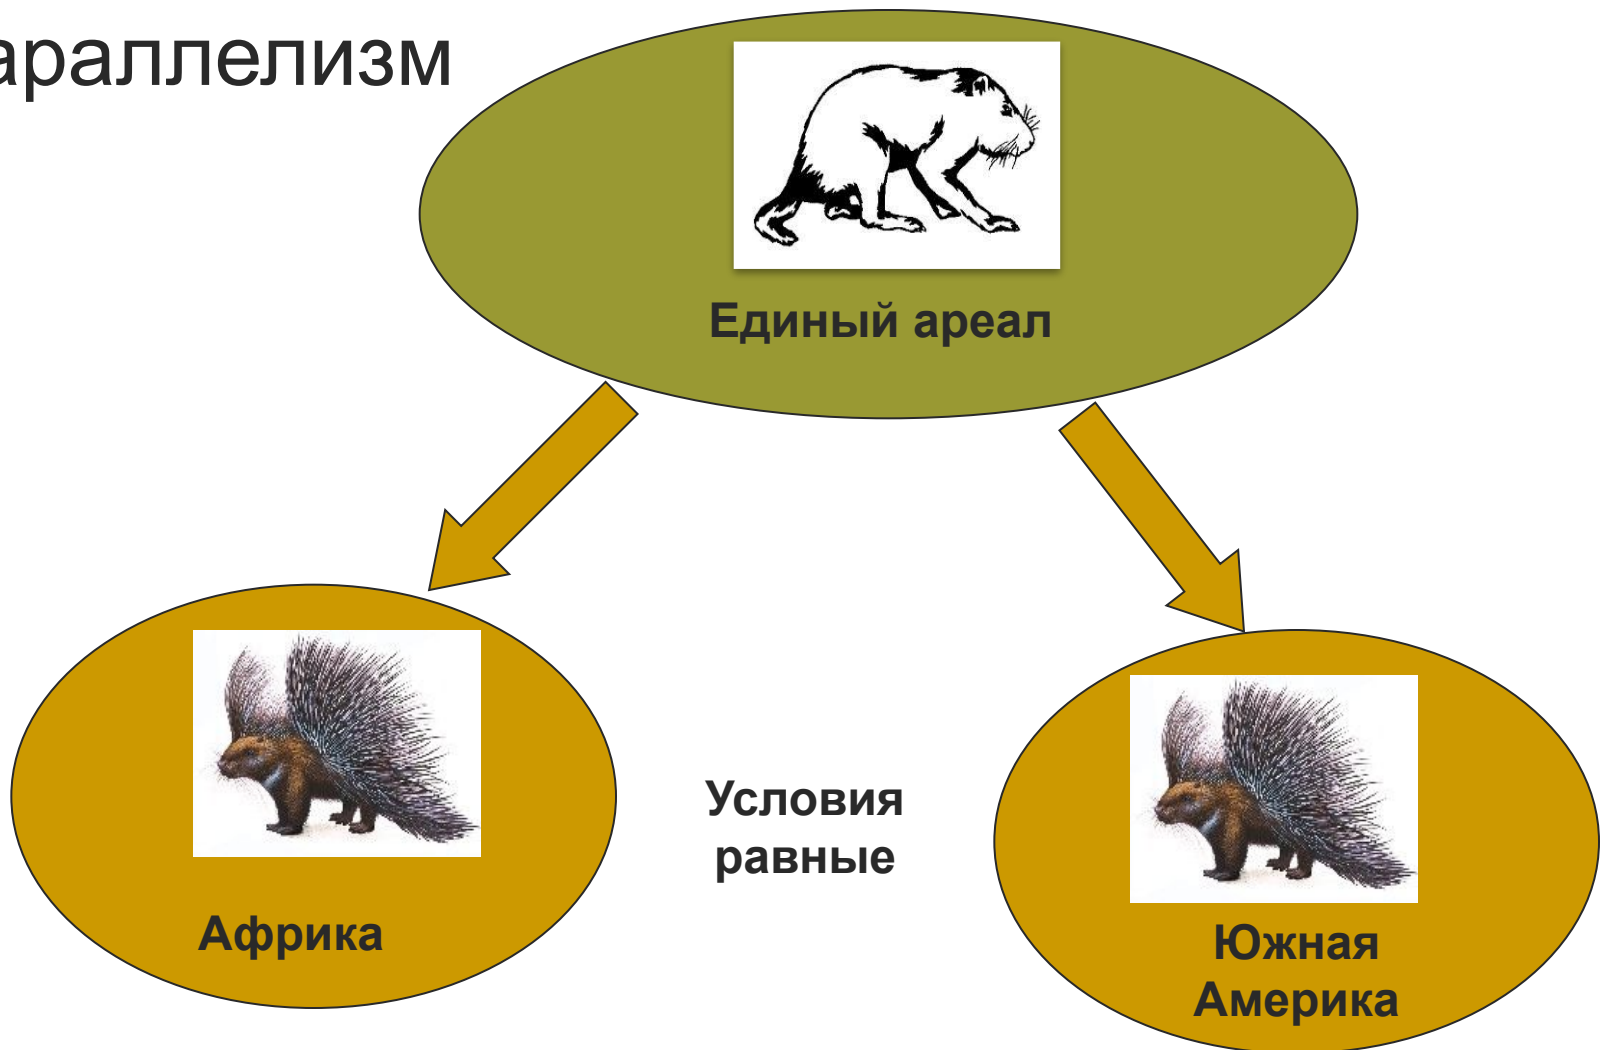 араллелизм
Единый ареал
Условия
равные
Африка
Южная
Америка